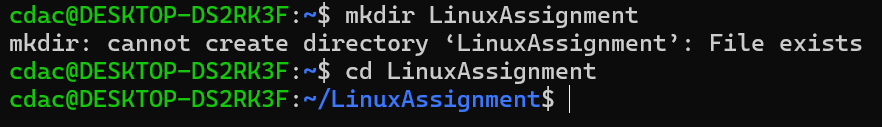 cdac@DESKTOP-DS2RK3F:~$ mkdir LinuxAssignment
mkdir: cannot create directory ‘LinuxAssignment’: File exists
cdac@DESKTOP-DS2RK3F:~$ cd LinuxAssignment
cdac@DESKTOP-DS2RK3F:~/LinuxAssignment$